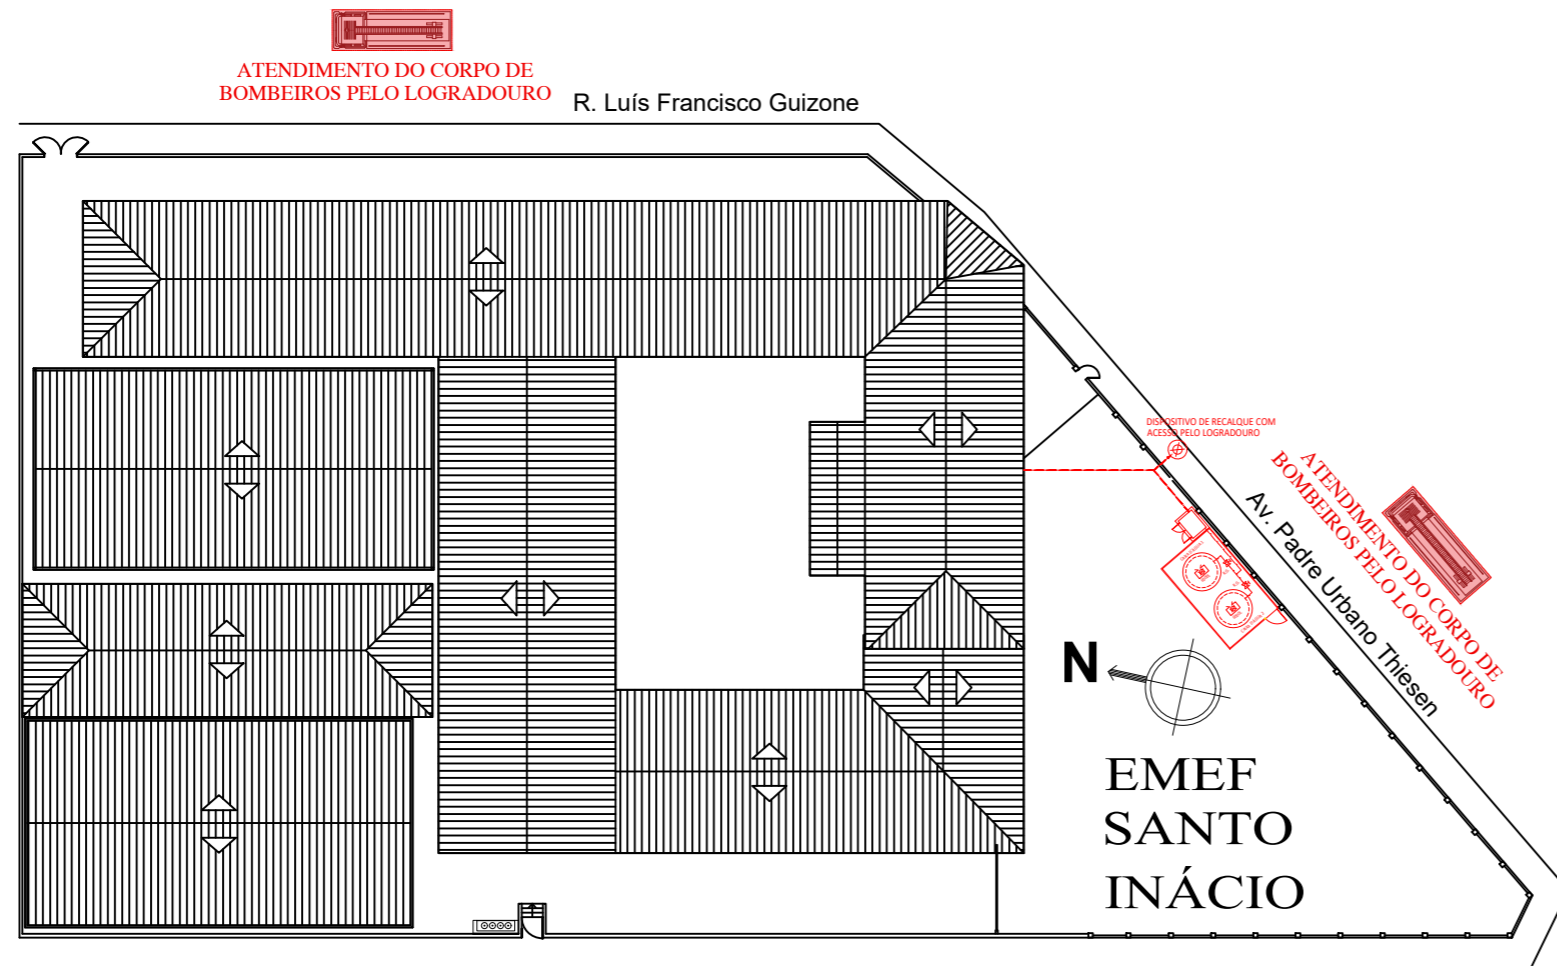 ATENDIMENTO DO CORPO DE
BOMBEIROS PELO LOGRADOURO
R. Luís Francisco Guizone
DISPOSITIVO DE RECALQUE COM
ACESSO PELO LOGRADOURO
ATENDIMENTO DO CORPO DE
BOMBEIROS PELO LOGRADOURO
Av. Padre Urbano Thiesen
N
EMEF
SANTO
INÁCIO